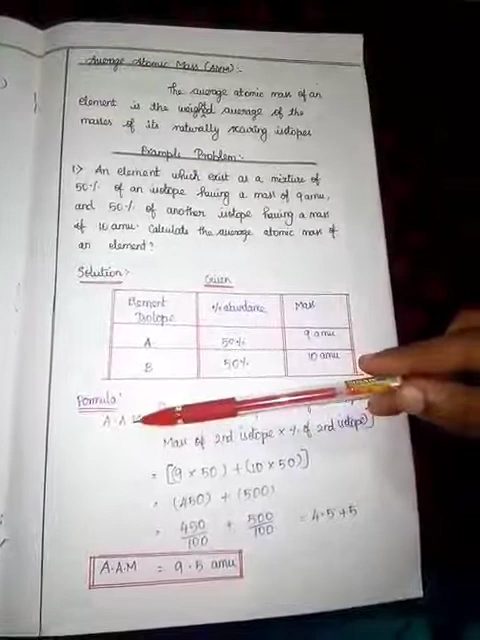 Average Atomic Mass (AAM):-
The average atomic mass of an
element is the weighted average of the
masses of its naturally occuring isotopes
Example Problem:-
1) An element which exist as a mixture of
50% of an isotope having a mass of 9 amu,
and 50% of another isotope having a mass
of 10 amu. Calculate the average atomic mass of
an element?
Solution:-
Given
Element Isotope % abundance Mass
A 50% 9 amu
B 50% 10 amu
Formula:
A.A
Mass of 2nd isotope x % of 2nd isotope]
= [(9 x 50) + (10 x 50)]
= (450) + (500)
= 450/100 + 500/100 = 4.5+5
A.A.M = 9.5 amu